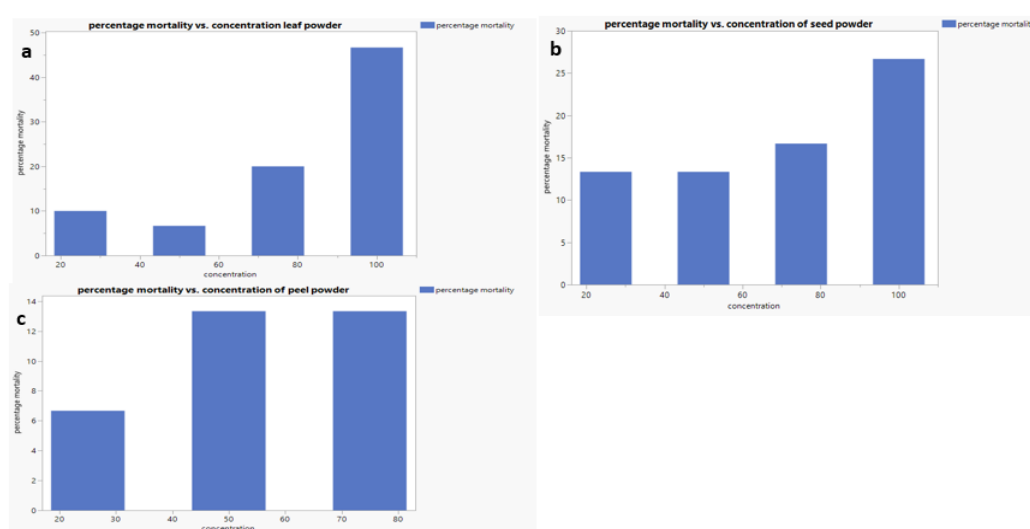 percentage mortality vs. concentration leaf powder
percentage mortality
a
50
40
30
20
10
0
percentage mortality
20 40 60 80 100
concentration
percentage mortality vs. concentration of seed powder
percentage mortalit
b
30
25
20
15
10
5
0
percentage mortality
20 40 60 80 100
concentration
percentage mortality vs. concentration of peel powder
percentage mortality
c
14
12
10
8
6
4
2
0
percentage mortality
20 30 40 50 60 70 80
concentration